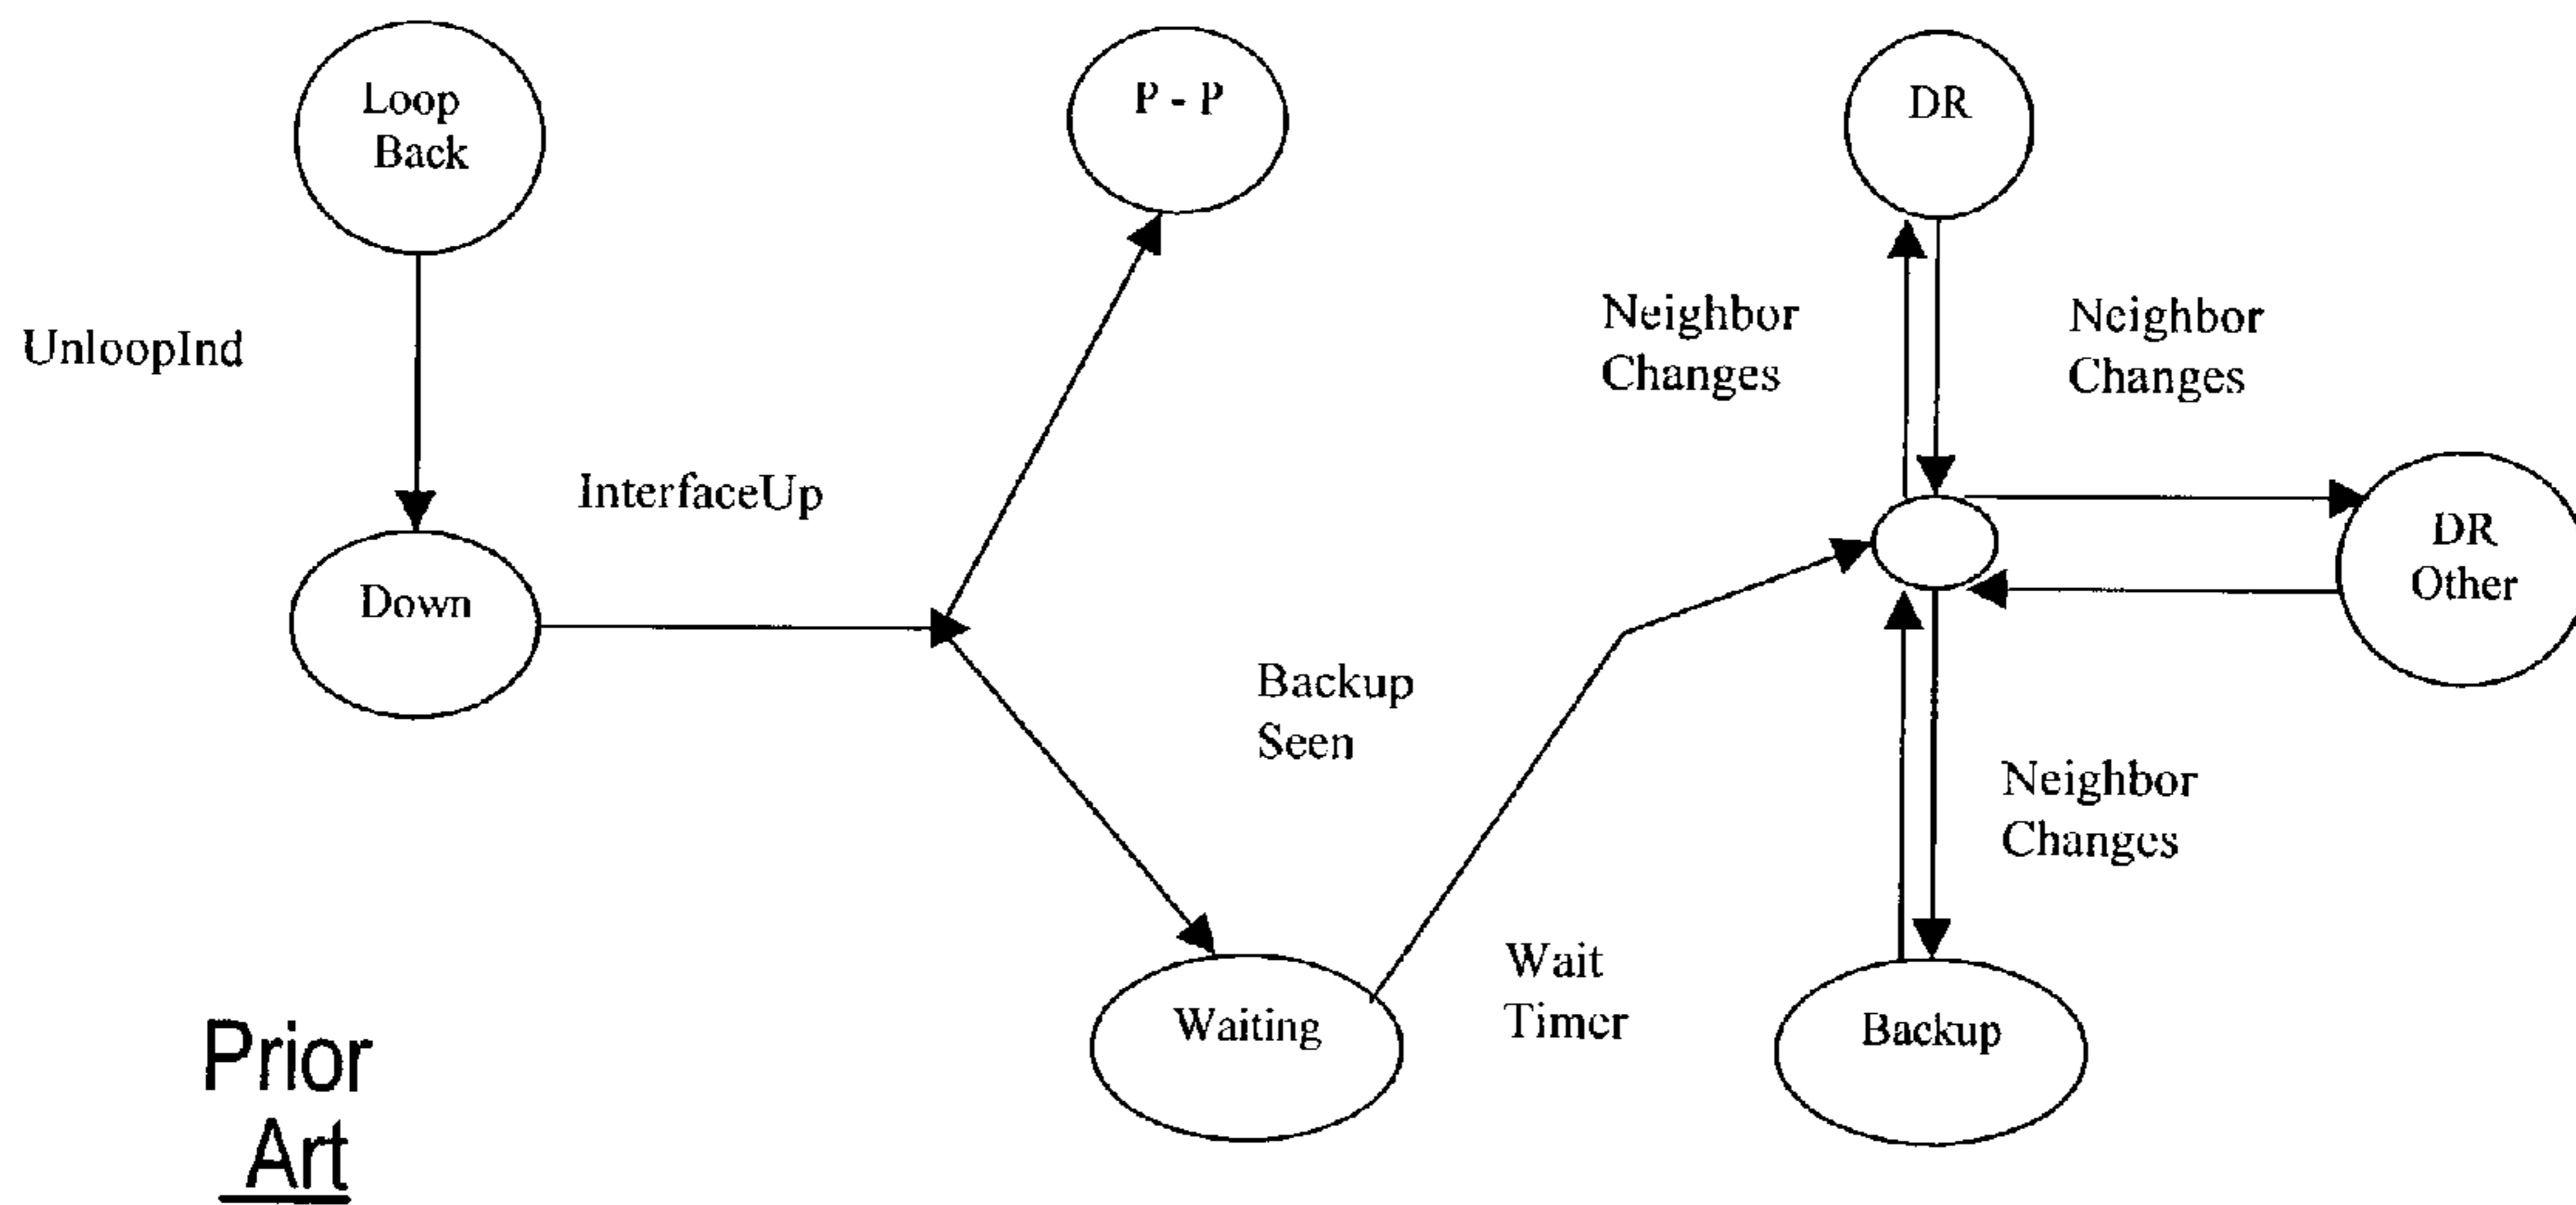 Loop
Back
P - P
DR
UnloopInd
Neighbor
Changes
Neighbor
Changes
InterfaceUp
DR
Other
Down
Backup
Seen
Neighbor
Changes
Wait
Timer
Waiting
Backup
Prior
Art